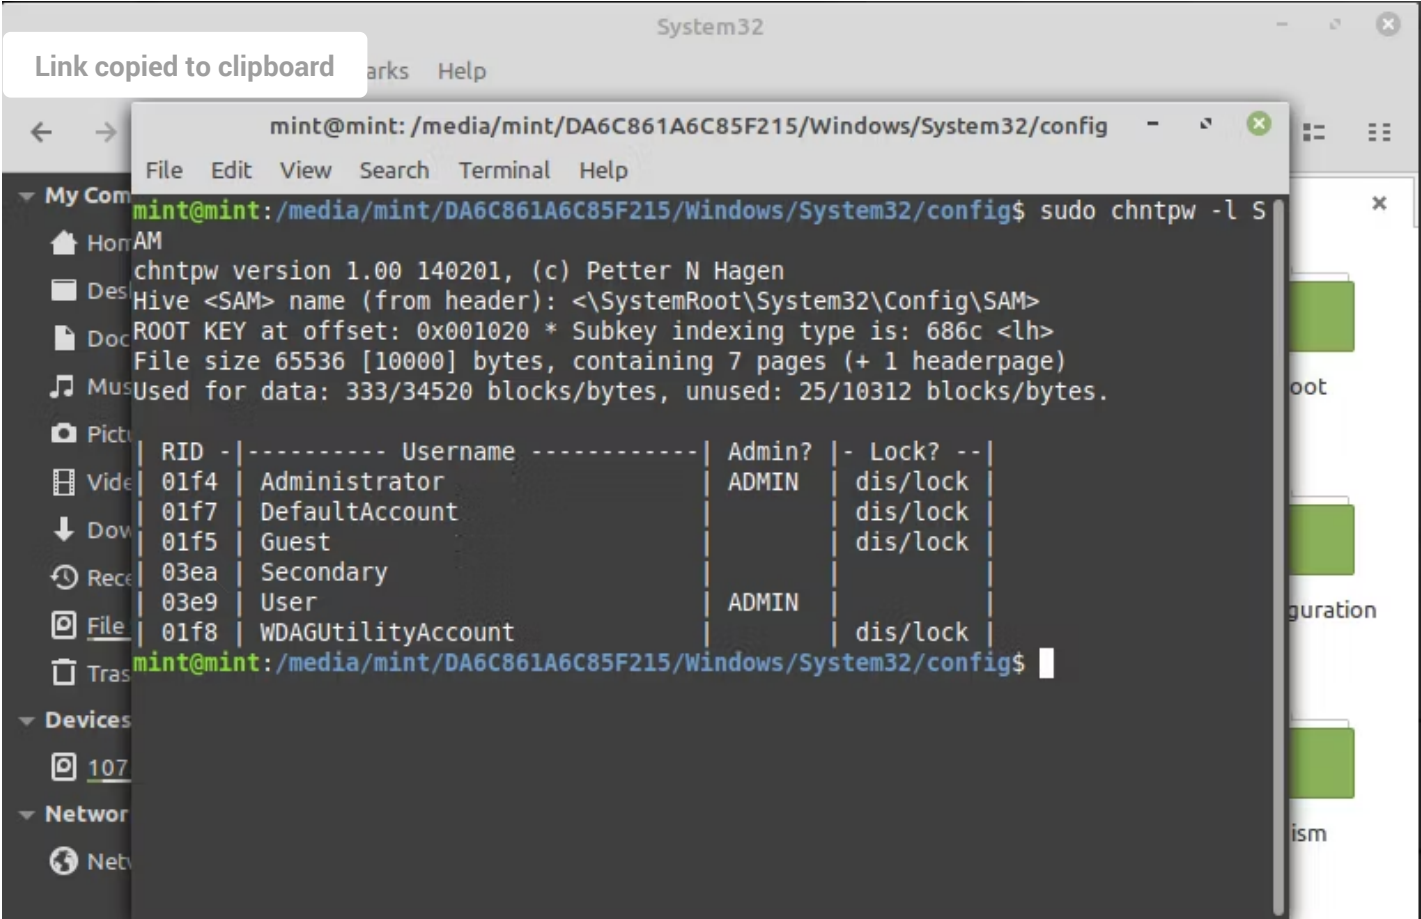 System32
Link copied to clipboard
arks Help
mint@mint: /media/mint/DA6C861A6C85F215/Windows/System32/config
File Edit View Search Terminal Help
My Com
Hom
Des
Doc
Mus
Pictu
Vide
Dow
Rece
File
Tras
Devices
107
Networ
Netw
mint@mint:/media/mint/DA6C861A6C85F215/Windows/System32/config$ sudo chntpw -l S
AM
chntpw version 1.00 140201, (c) Petter N Hagen
Hive <SAM> name (from header): <\SystemRoot\System32\Config\SAM>
ROOT KEY at offset: 0x001020 * Subkey indexing type is: 686c <lh>
File size 65536 [10000] bytes, containing 7 pages (+ 1 headerpage)
Used for data: 333/34520 blocks/bytes, unused: 25/10312 blocks/bytes.
| RID -|---------- Username ------------| Admin? |- Lock? --|
| 01f4 | Administrator | ADMIN | dis/lock |
| 01f7 | DefaultAccount | | dis/lock |
| 01f5 | Guest | | dis/lock |
| 03ea | Secondary | | |
| 03e9 | User | ADMIN | |
| 01f8 | WDAGUtilityAccount | | dis/lock |
mint@mint:/media/mint/DA6C861A6C85F215/Windows/System32/config$
oot
guration
ism